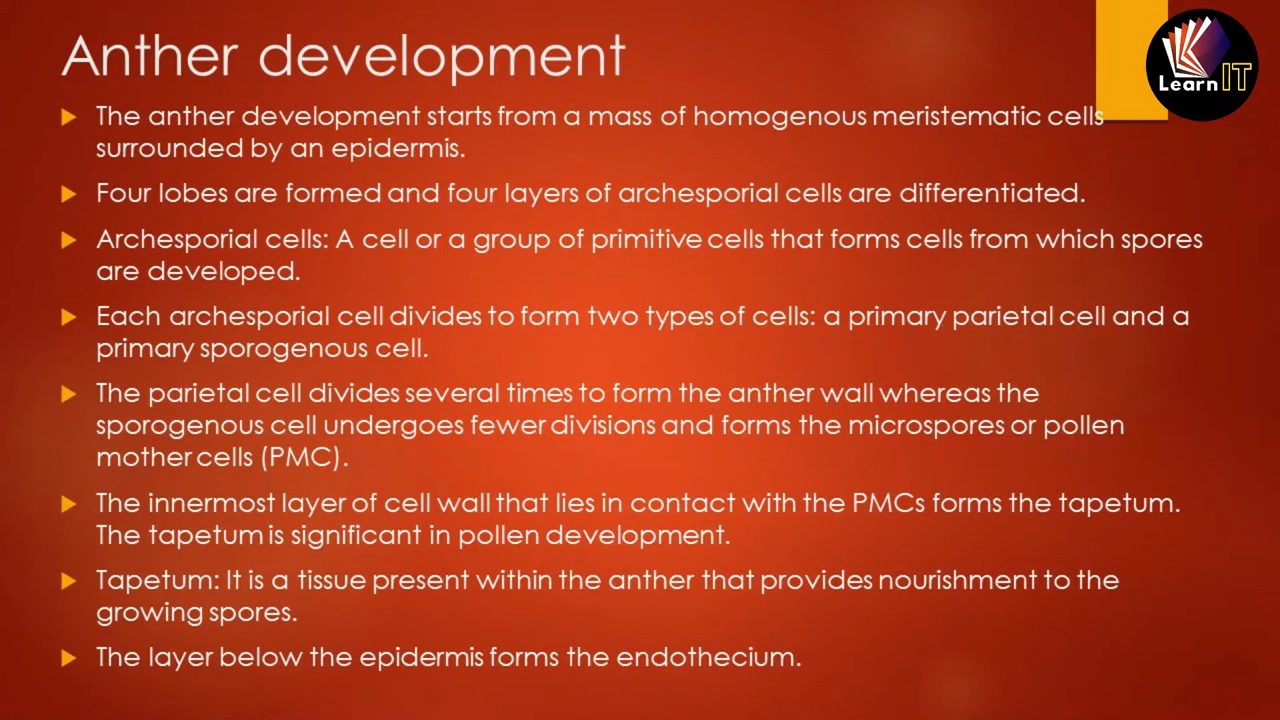 Anther development
Learn IT
The anther development starts from a mass of homogenous meristematic cells
surrounded by an epidermis.
Four lobes are formed and four layers of archesporial cells are differentiated.
Archesporial cells: A cell or a group of primitive cells that forms cells from which spores
are developed.
Each archesporial cell divides to form two types of cells: a primary parietal cell and a
primary sporogenous cell.
The parietal cell divides several times to form the anther wall whereas the
sporogenous cell undergoes fewer divisions and forms the microspores or pollen
mother cells (PMC).
The innermost layer of cell wall that lies in contact with the PMCs forms the tapetum.
The tapetum is significant in pollen development.
Tapetum: It is a tissue present within the anther that provides nourishment to the
growing spores.
The layer below the epidermis forms the endothecium.